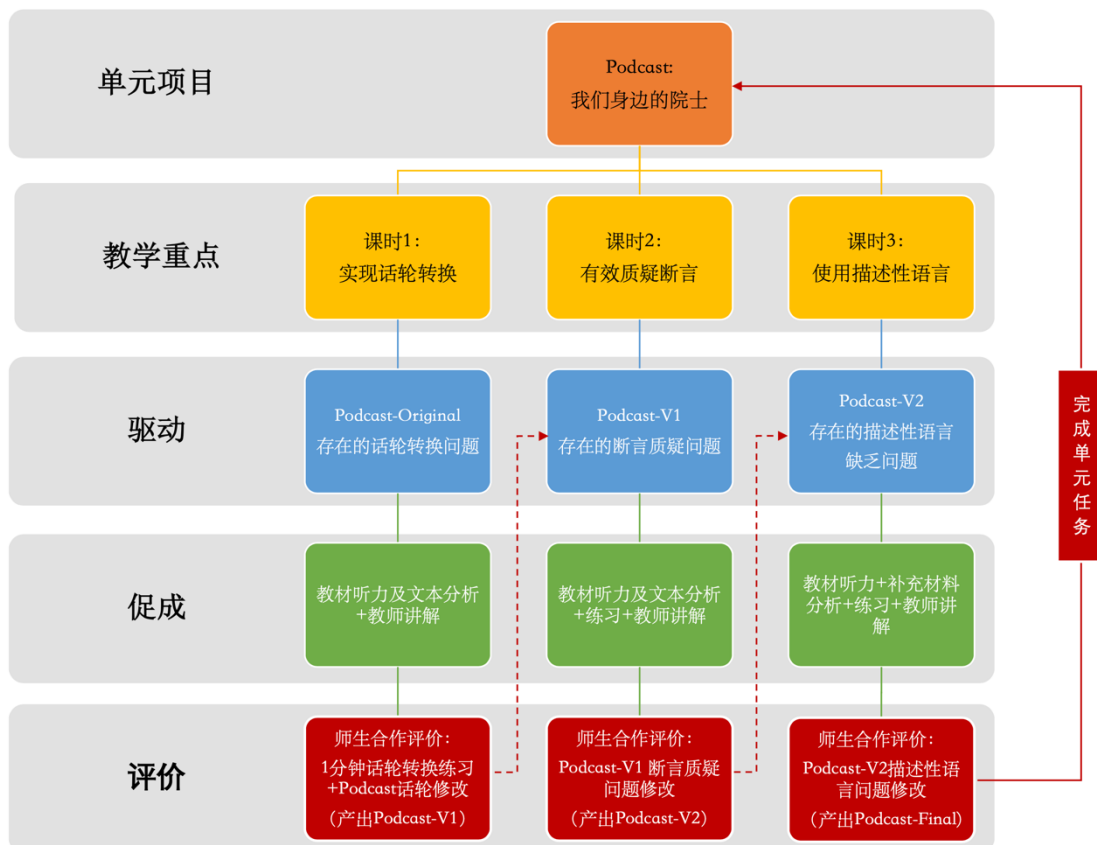 单元项目
Podcast:
我们身边的院士
教学重点
课时1：
实现话轮转换
课时2：
有效质疑断言
课时3：
使用描述性语言
驱动
Podcast-Original
存在的话轮转换问题
Podcast-V1
存在的断言质疑问题
Podcast-V2
存在的描述性语言
缺乏问题
完成单元任务
促成
教材听力及文本分析
+教师讲解
教材听力及文本分析
+练习+教师讲解
教材听力+补充材料
分析+练习+教师讲
解
评价
师生合作评价：
1分钟话轮转换练习
+Podcast话轮修改
（产出Podcast-V1）
师生合作评价：
Podcast-V1 断言质疑
问题修改
（产出Podcast-V2）
师生合作评价：
Podcast-V2描述性语
言问题修改
（产出Podcast-Final)